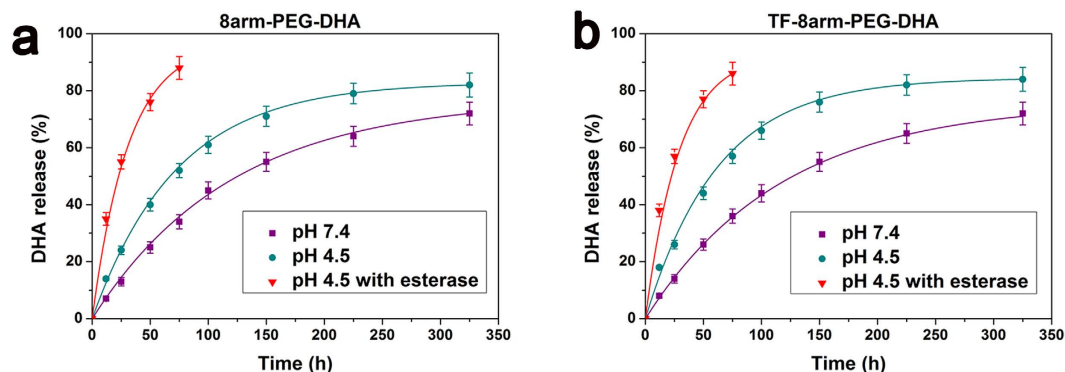 a
8arm-PEG-DHA
DHA release (%)
100
80
60
40
20
0
pH 7.4
pH 4.5
pH 4.5 with esterase
0 50 100 150 200 250 300 350
Time (h)
b
TF-8arm-PEG-DHA
DHA release (%)
100
80
60
40
20
0
pH 7.4
pH 4.5
pH 4.5 with esterase
0 50 100 150 200 250 300 350
Time (h)